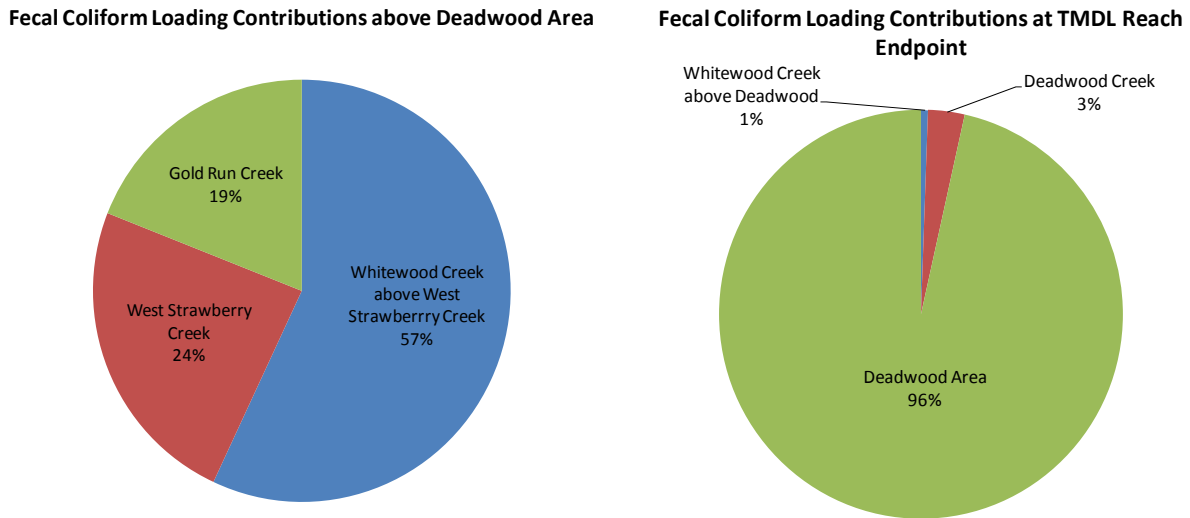 Fecal Coliform Loading Contributions above Deadwood Area
Gold Run Creek
19%
West Strawberry
Creek
24%
Whitewood Creek
above West
Strawberrry Creek
57%
Fecal Coliform Loading Contributions at TMDL Reach
Endpoint
Whitewood Creek
above Deadwood
1%
Deadwood Creek
3%
Deadwood Area
96%